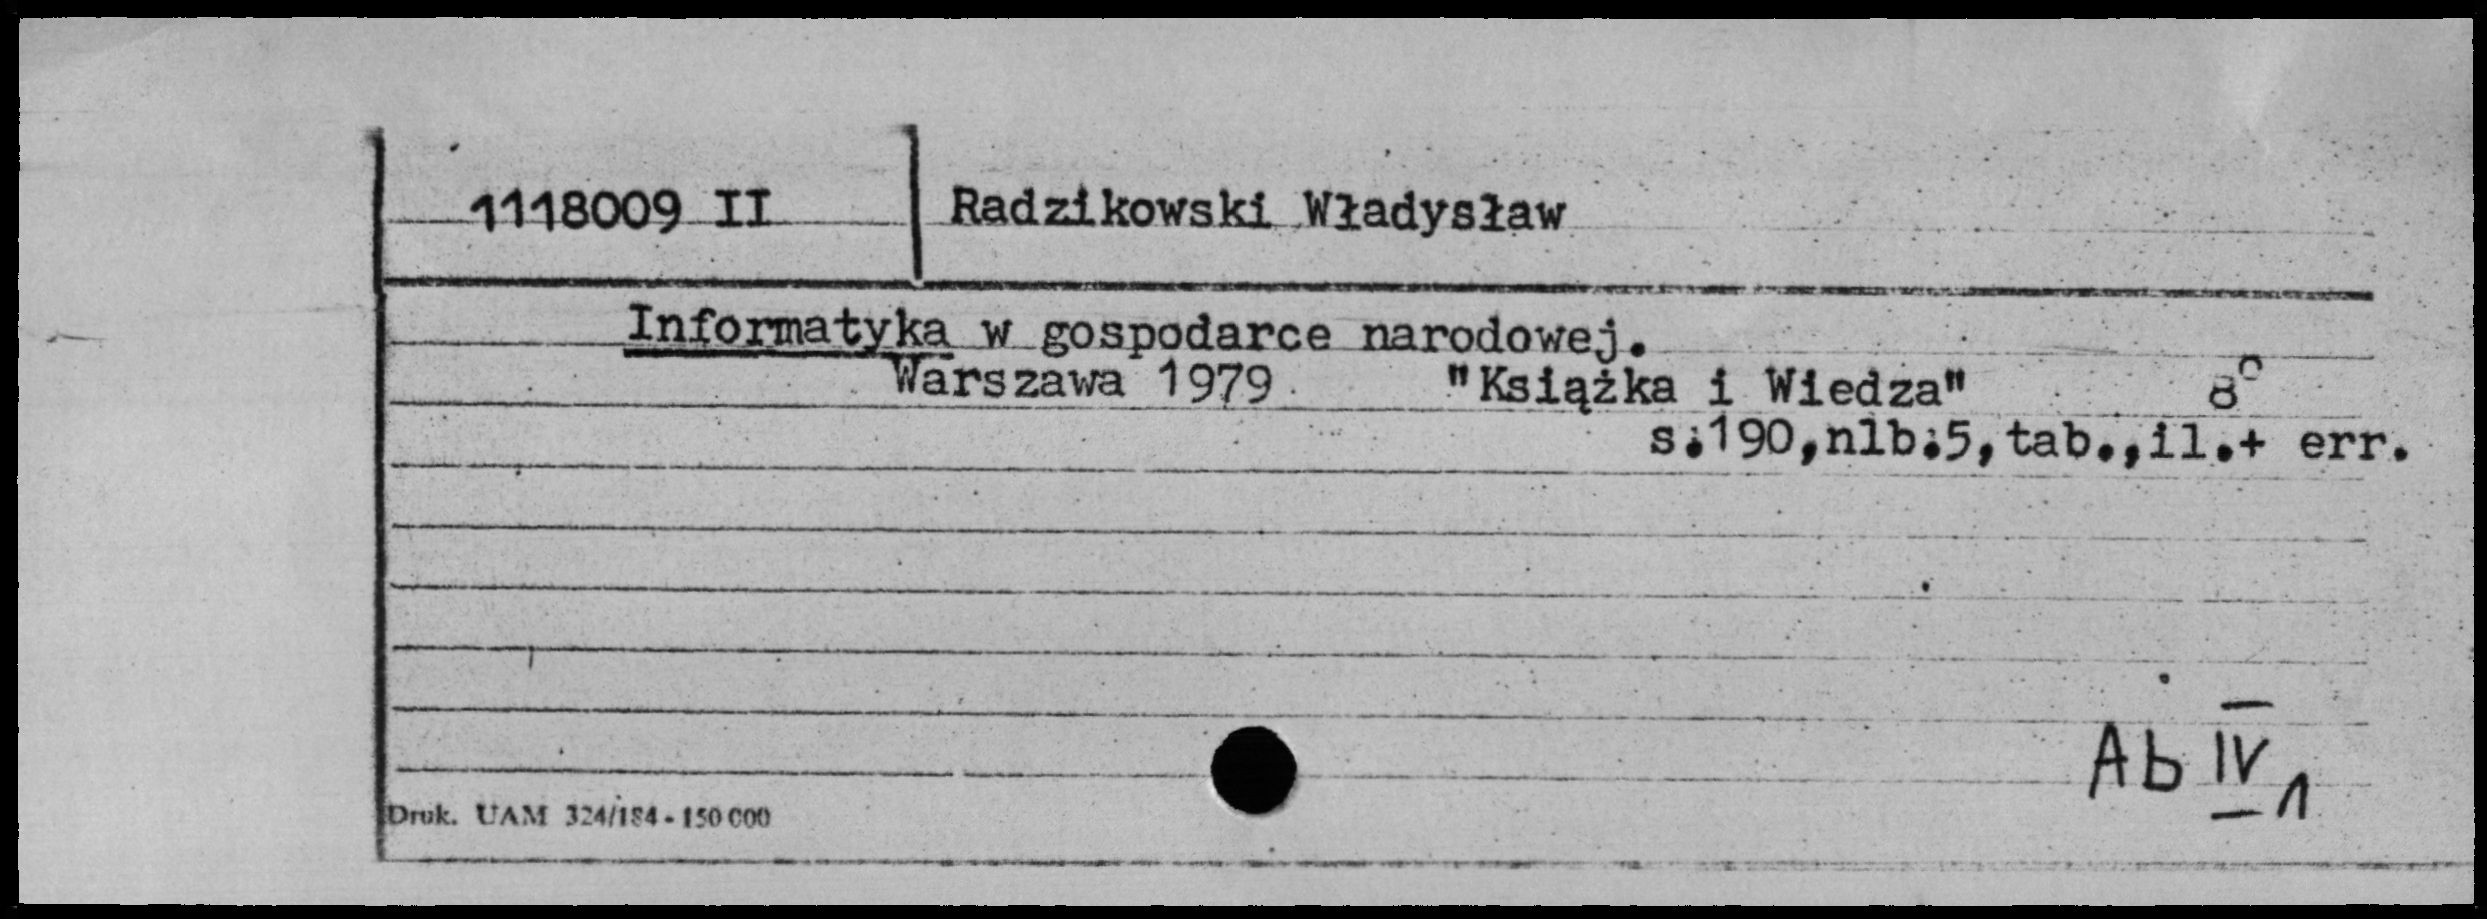 1118009 II Radzikowski Władysław
Informatyka w gospodarce narodowej.
Warszawa 1979 "Książka i Wiedza" 8°
s:190,nlb:5,tab.,il.+ err.
Ab IV 1
Druk. UAM 324/184 - 150 000